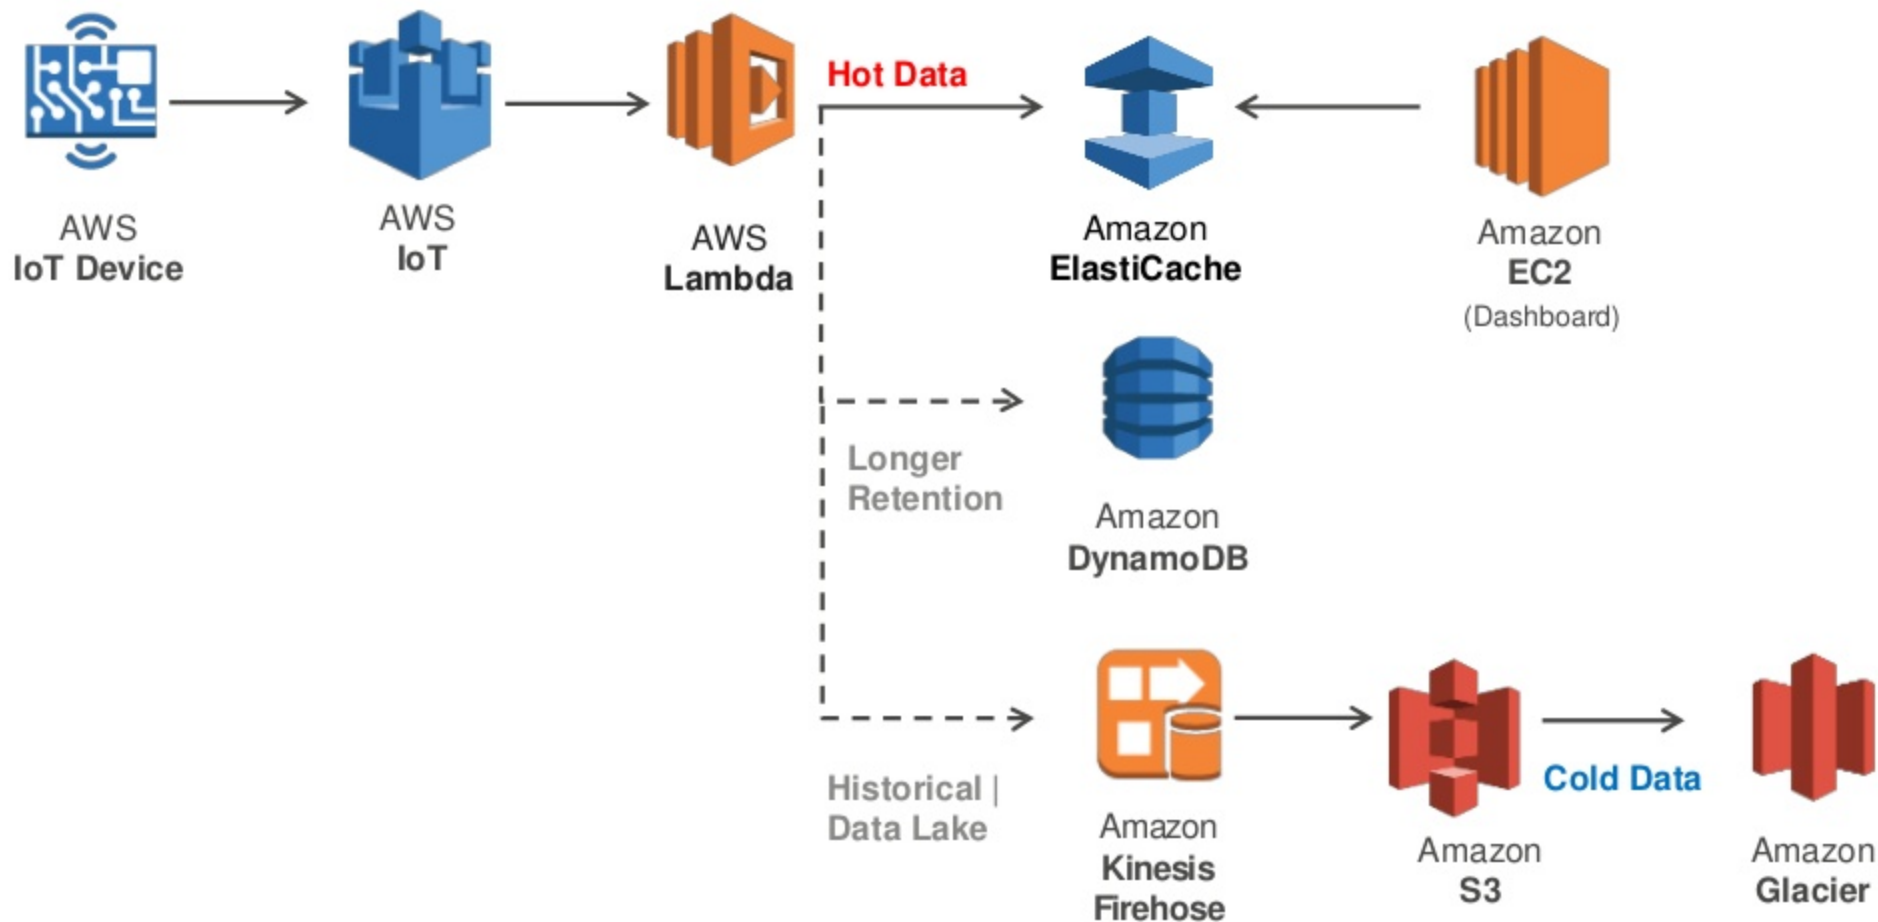 AWS
IoT Device
AWS
IoT
AWS
Lambda
Hot Data
Amazon
ElastiCache
Amazon
EC2
(Dashboard)
Longer
Retention
Amazon
DynamoDB
Historical |
Data Lake
Amazon
Kinesis
Firehose
Amazon
S3
Cold Data
Amazon
Glacier